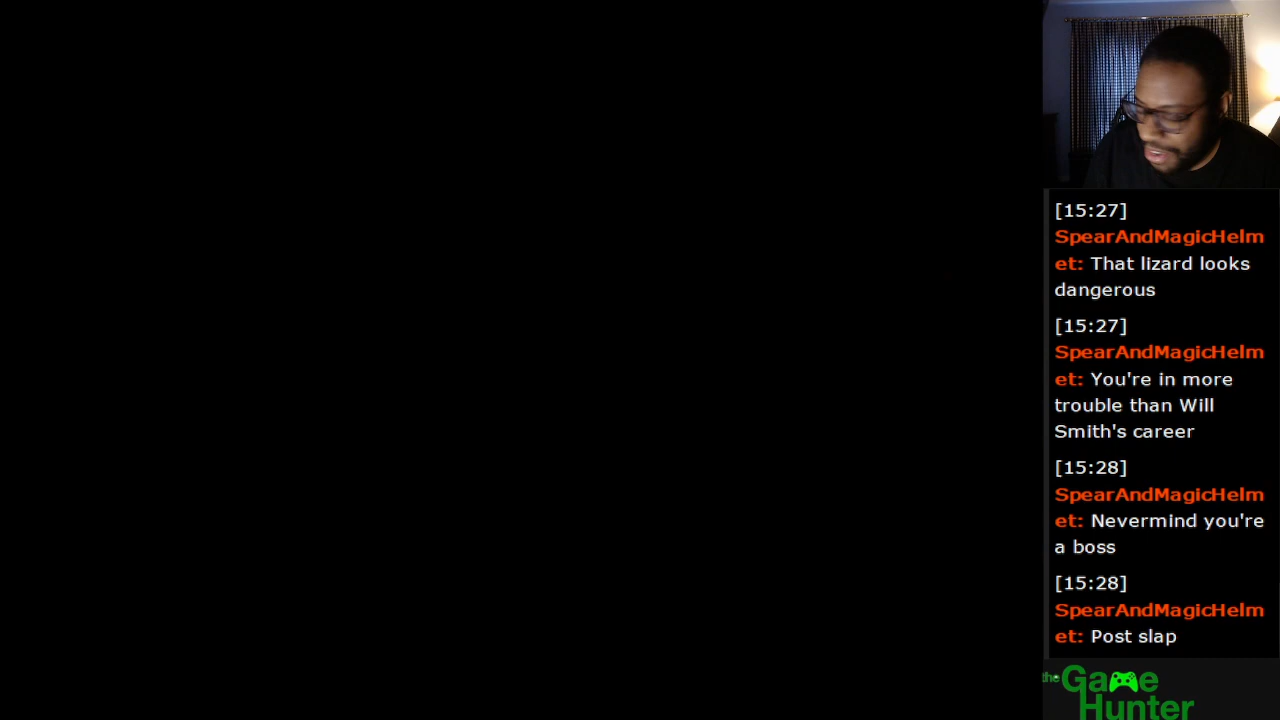 [15:27]
SpearAndMagicHelm
et: That lizard looks
dangerous
[15:27]
SpearAndMagicHelm
et: You're in more
trouble than Will
Smith's career
[15:28]
SpearAndMagicHelm
et: Nevermind you're
a boss
[15:28]
SpearAndMagicHelm
et: Post slap
the Game
Hunter